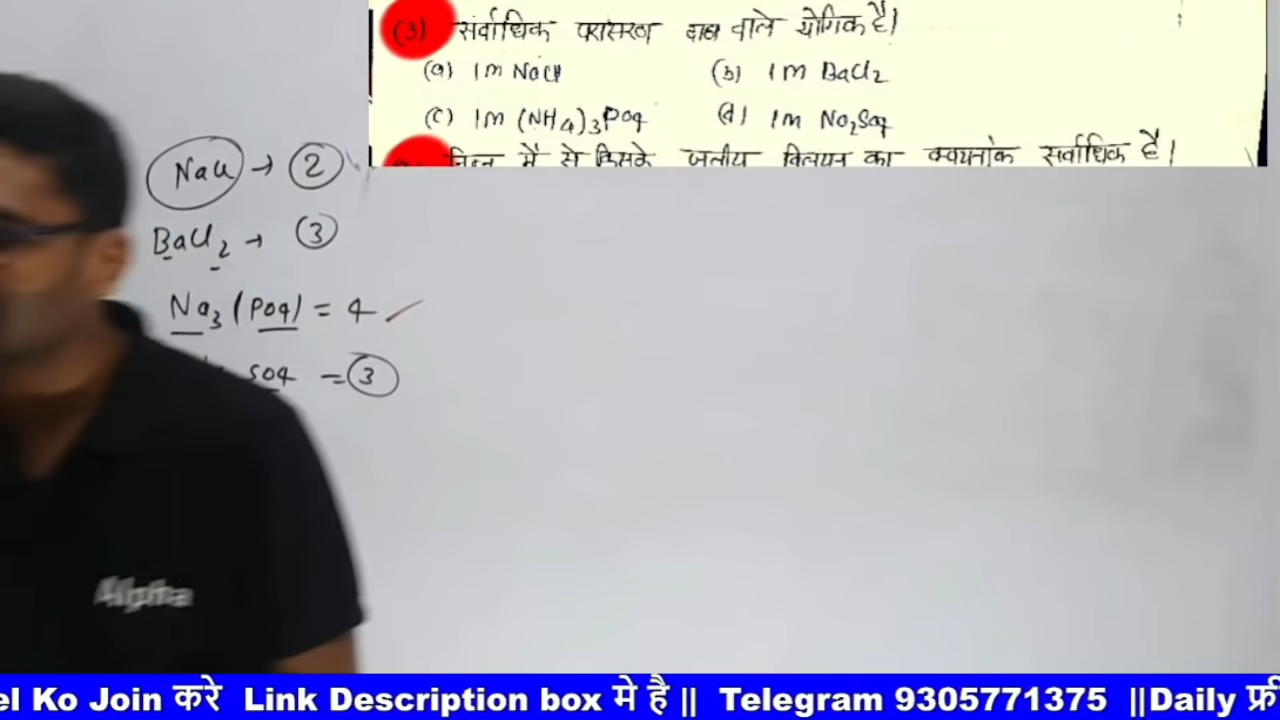 (3) सर्वाधिक परासरण दाब वाले योगिक है।
(a) 1m NaCl (b) 1m BaCl2
(c) 1m (NH4)3PO4 (d) 1m Na2SO4
निम्न मै से किसके जलीय विलयन का क्वथनांक सर्वाधिक है।
NaCl → 2
BaCl2 → 3
Na3(PO4) = 4
SO4 = 3
Alpha
el Ko Join करे Link Description box मे है || Telegram 9305771375 ||Daily फ्री